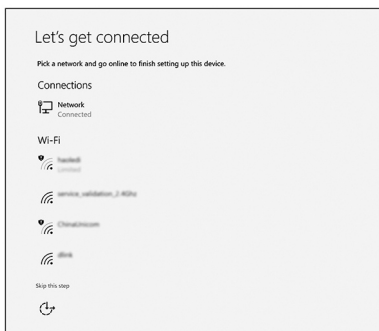 Let's get connected
Pick a network and go online to finish setting up this device.
Connections
Network
Connected
Wi-Fi
Limited
service_validation_2.4Ghz
ChinaUnicom
dlink
Skip this step